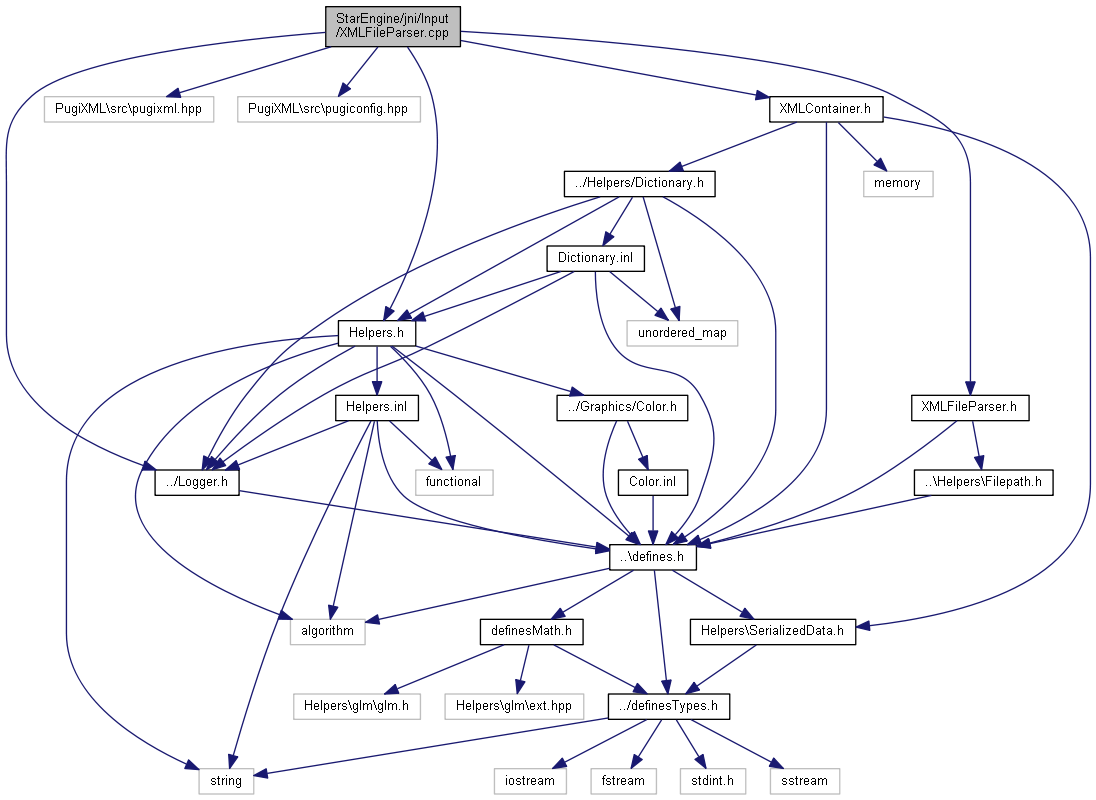 StarEngine/jni/Input
/XMLFileParser.cpp
PugiXML\src\pugixml.hpp
PugiXML\src\pugiconfig.hpp
XMLContainer.h
../Helpers/Dictionary.h
memory
Dictionary.inl
Helpers.h
unordered_map
Helpers.inl
../Graphics/Color.h
XMLFileParser.h
../Logger.h
functional
Color.inl
..\Helpers\Filepath.h
..\defines.h
algorithm
definesMath.h
Helpers\SerializedData.h
Helpers\glm\glm.h
Helpers\glm\ext.hpp
../definesTypes.h
string
iostream
fstream
stdint.h
sstream